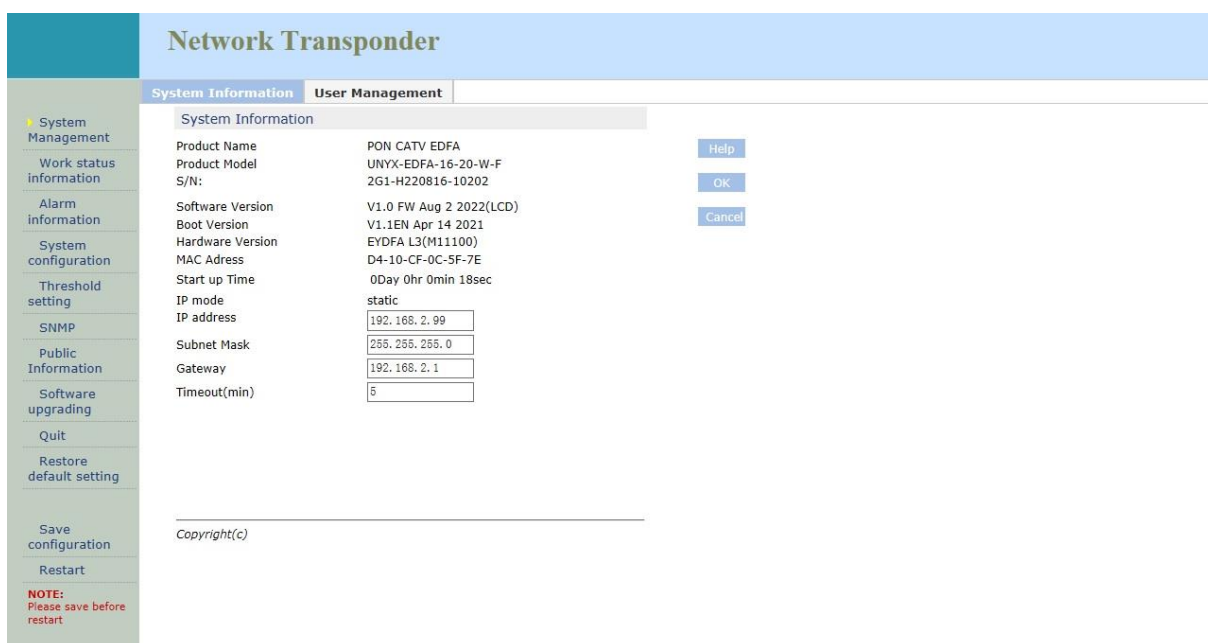 Network Transponder
System Information
User Management
System
Management
Work status
information
Alarm
information
System
configuration
Threshold
setting
SNMP
Public
Information
Software
upgrading
Quit
Restore
default setting
Save
configuration
Restart
NOTE:
Please save before
restart
System Information
Product Name PON CATV EDFA
Product Model UNYX-EDFA-16-20-W-F
S/N: 2G1-H220816-10202
Software Version V1.0 FW Aug 2 2022(LCD)
Boot Version V1.1EN Apr 14 2021
Hardware Version EYDFA L3(M11100)
MAC Adress D4-10-CF-0C-5F-7E
Start up Time 0Day 0hr 0min 18sec
IP mode static
IP address 192.168.2.99
Subnet Mask 255.255.255.0
Gateway 192.168.2.1
Timeout(min) 5
Copyright(c)
Help
OK
Cancel